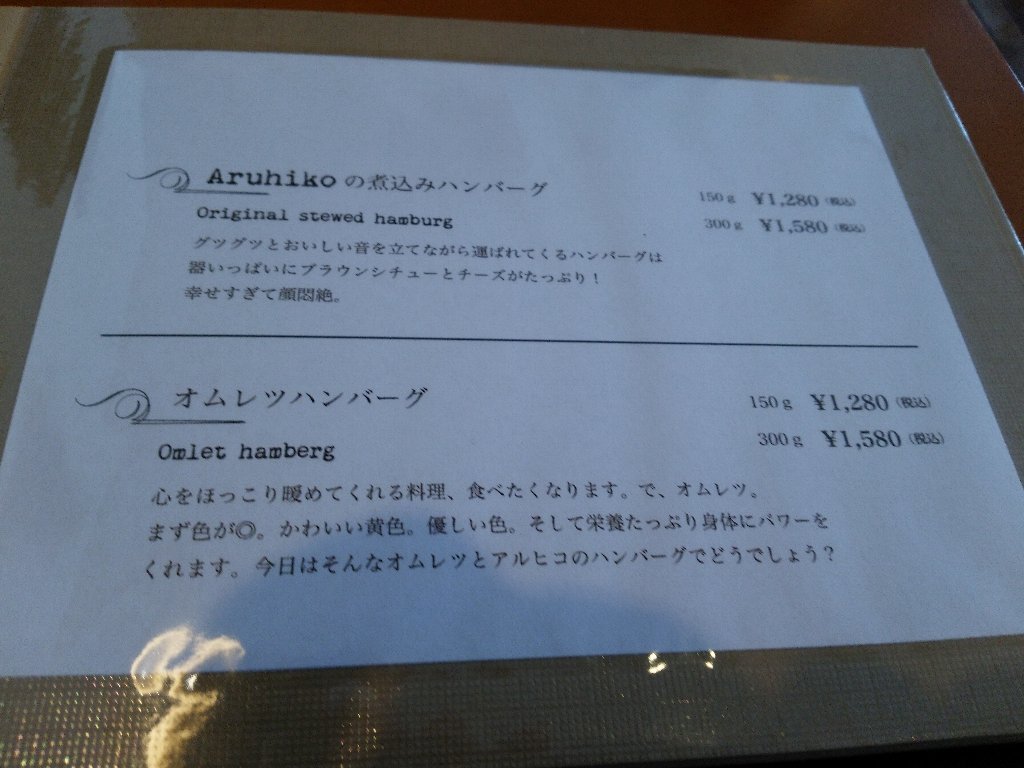 Aruhikoの煮込みハンバーグ
150g ¥1,280（税込）
Original stewed hamburg
300g ¥1,580（税込）
グツグツとおいしい音を立てながら運ばれてくるハンバーグは
器いっぱいにブラウンシチューとチーズがたっぷり！
幸せすぎて顔悶絶。
オムレツハンバーグ
150g ¥1,280（税込）
Omlet hamberg
300g ¥1,580（税込）
心をほっこり暖めてくれる料理、食べたくなります。で、オムレツ。
まず色が◎。かわいい黄色。優しい色。そして栄養たっぷり身体にパワーを
くれます。今日はそんなオムレツとアルヒコのハンバーグでどうでしょう？